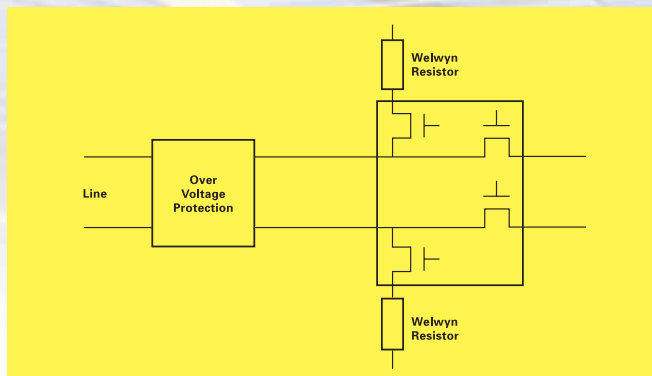 Welwyn
Resistor
Line
Over
Voltage
Protection
Welwyn
Resistor